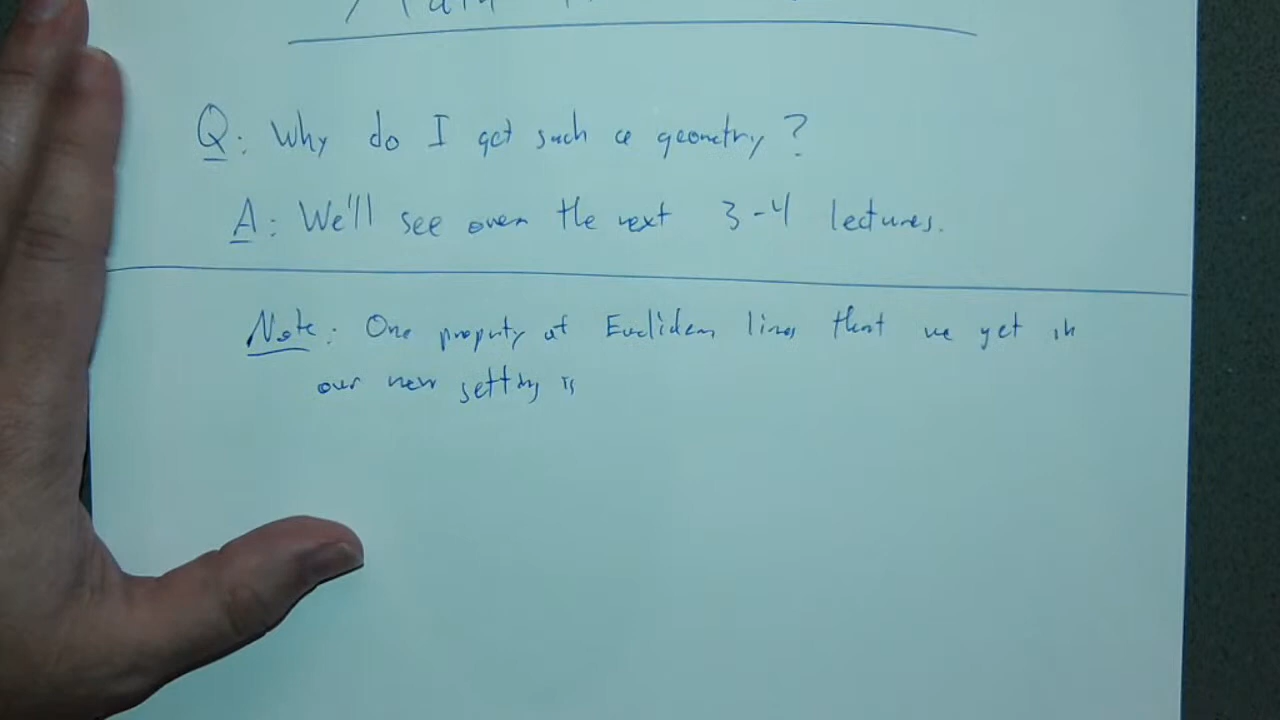 Q: Why do I get such a geometry?
A: We'll see over the next 3-4 lectures.
Note: One property of Euclidean lines that we get in
our new setting is